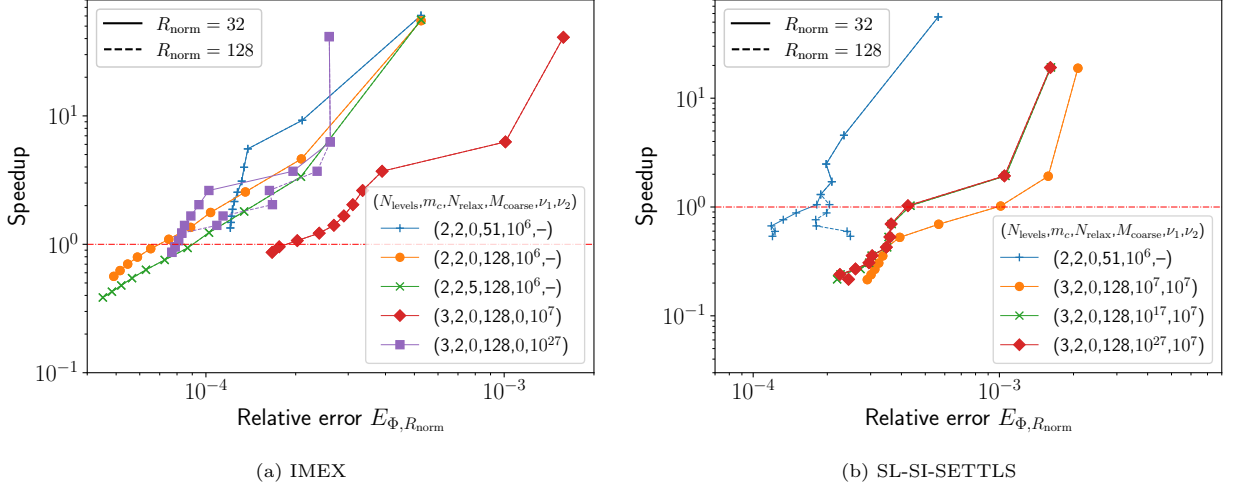 R_norm = 32
R_norm = 128
10^1
10^0
10^{-1}
Speedup
(N_levels,m_c,N_relax,M_coarse,ν_1,ν_2)
(2,2,0,51,10^6,–)
(2,2,0,128,10^6,–)
(2,2,5,128,10^6,–)
(3,2,0,128,0,10^7)
(3,2,0,128,0,10^{27})
10^{-4}
10^{-3}
Relative error E_{Φ,R_norm}
(a) IMEX
R_norm = 32
R_norm = 128
10^1
10^0
10^{-1}
Speedup
(N_levels,m_c,N_relax,M_coarse,ν_1,ν_2)
(2,2,0,51,10^6,–)
(3,2,0,128,10^7,10^7)
(3,2,0,128,10^{17},10^7)
(3,2,0,128,10^{27},10^7)
10^{-4}
10^{-3}
Relative error E_{Φ,R_norm}
(b) SL-SI-SETTLS